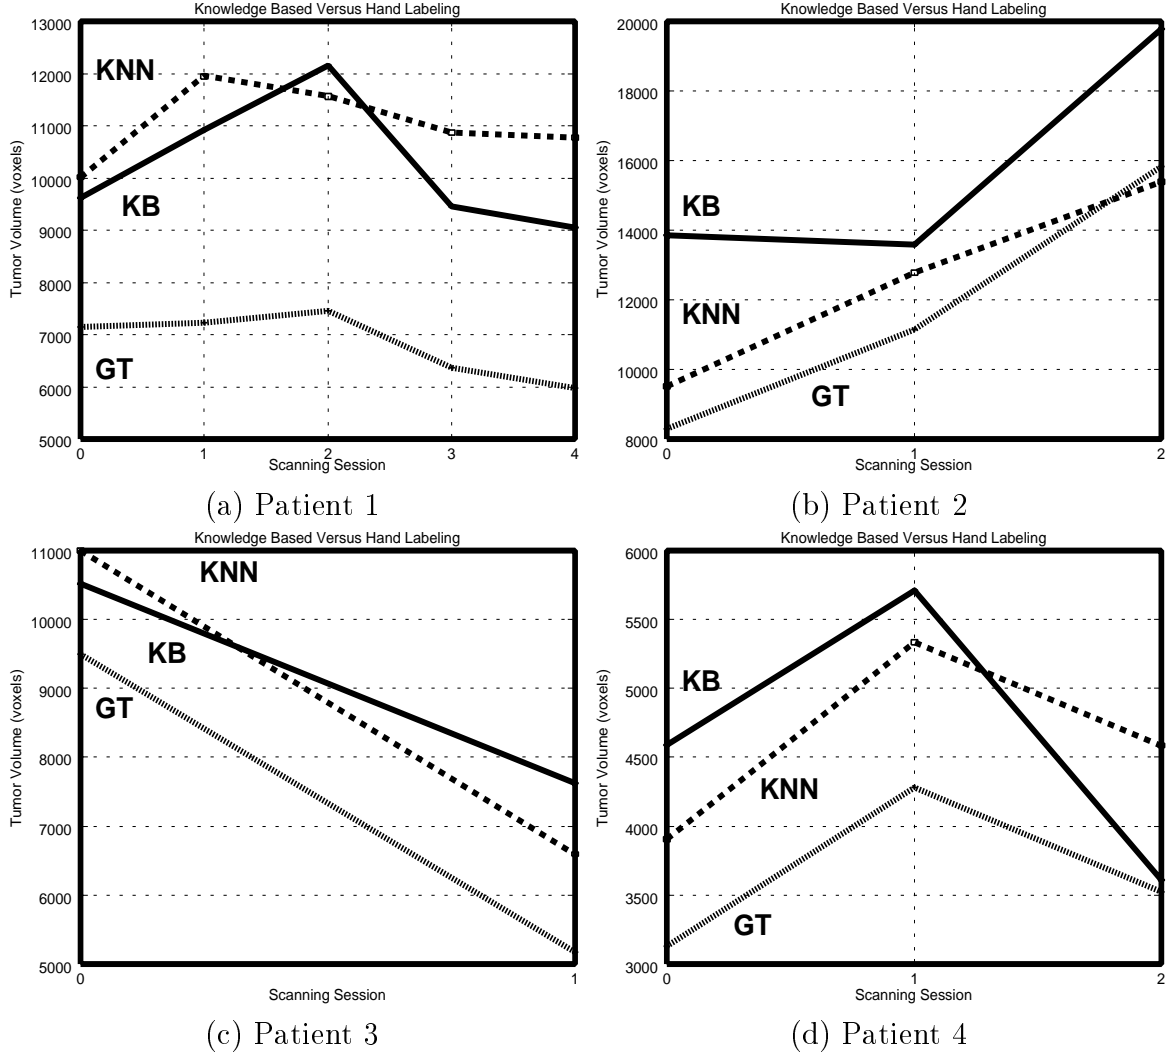 Knowledge Based Versus Hand Labeling
13000
12000
11000
10000
9000
8000
7000
6000
5000
Tumor Volume (voxels)
KNN
KB
GT
0 1 2 3 4
Scanning Session
(a) Patient 1
Knowledge Based Versus Hand Labeling
20000
18000
16000
14000
12000
10000
8000
Tumor Volume (voxels)
KB
KNN
GT
0 1 2
Scanning Session
(b) Patient 2
Knowledge Based Versus Hand Labeling
11000
10000
9000
8000
7000
6000
5000
Tumor Volume (voxels)
KNN
KB
GT
0 1
Scanning Session
(c) Patient 3
Knowledge Based Versus Hand Labeling
6000
5500
5000
4500
4000
3500
3000
Tumor Volume (voxels)
KB
KNN
GT
0 1 2
Scanning Session
(d) Patient 4